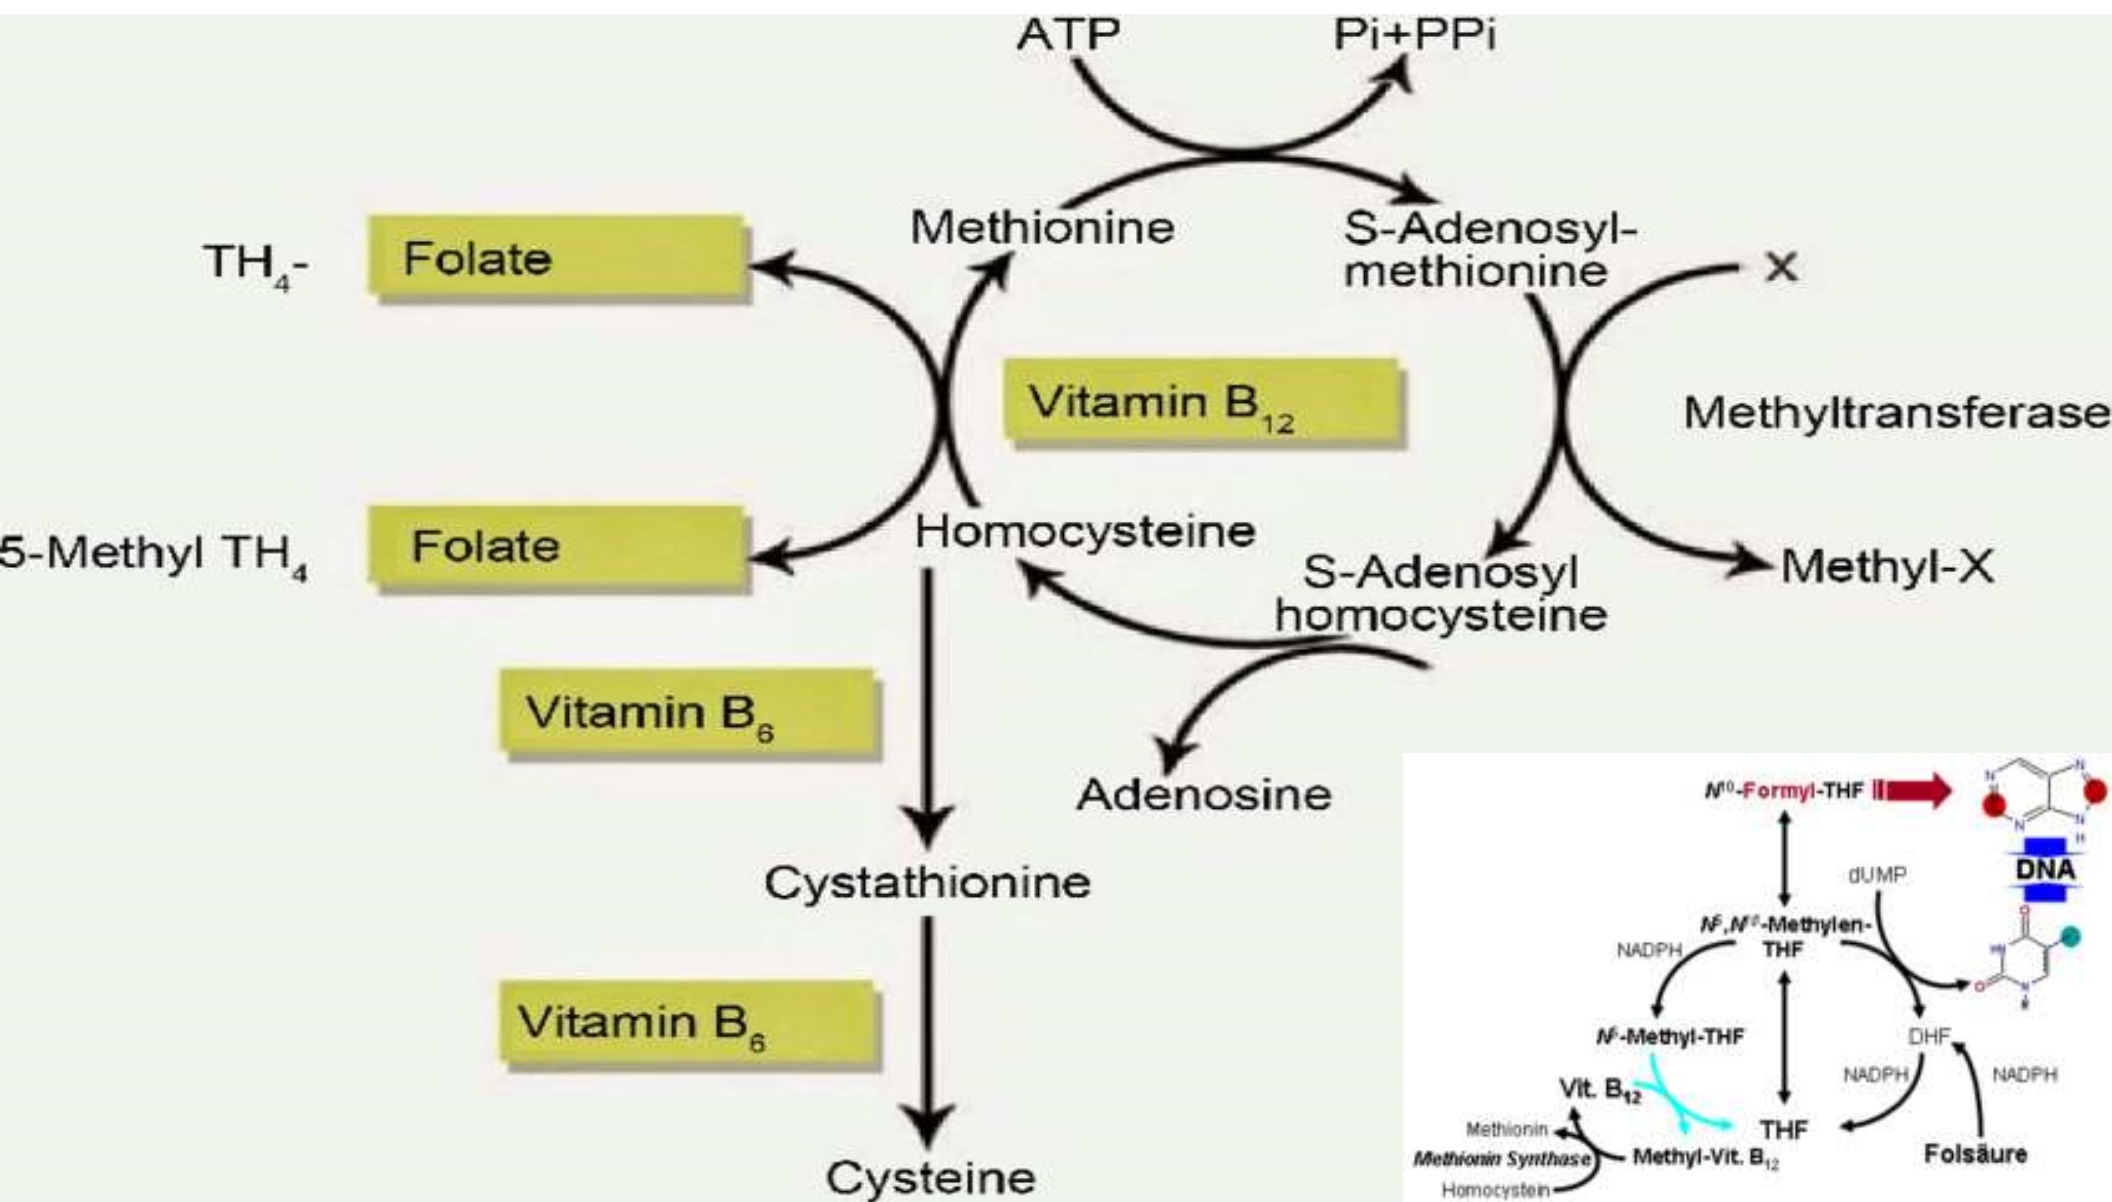 ATP
Pi+PPi
Methionine
S-Adenosyl-
methionine
X
TH₄-
Folate
Vitamin B₁₂
Methyltransferase
5-Methyl TH₄
Folate
Homocysteine
S-Adenosyl
homocysteine
Methyl-X
Vitamin B₆
Adenosine
Cystathionine
Vitamin B₆
Cysteine
N¹⁰-Formyl-THF
N
N
N
N
H
DNA
dUMP
N⁵,N¹⁰-Methylen-
THF
NADPH
O
HN
O
N
R
N⁵-Methyl-THF
DHF
Vit. B₁₂
NADPH
NADPH
Methionin
THF
Methionin Synthase
Methyl-Vit. B₁₂
Folsäure
Homocystein